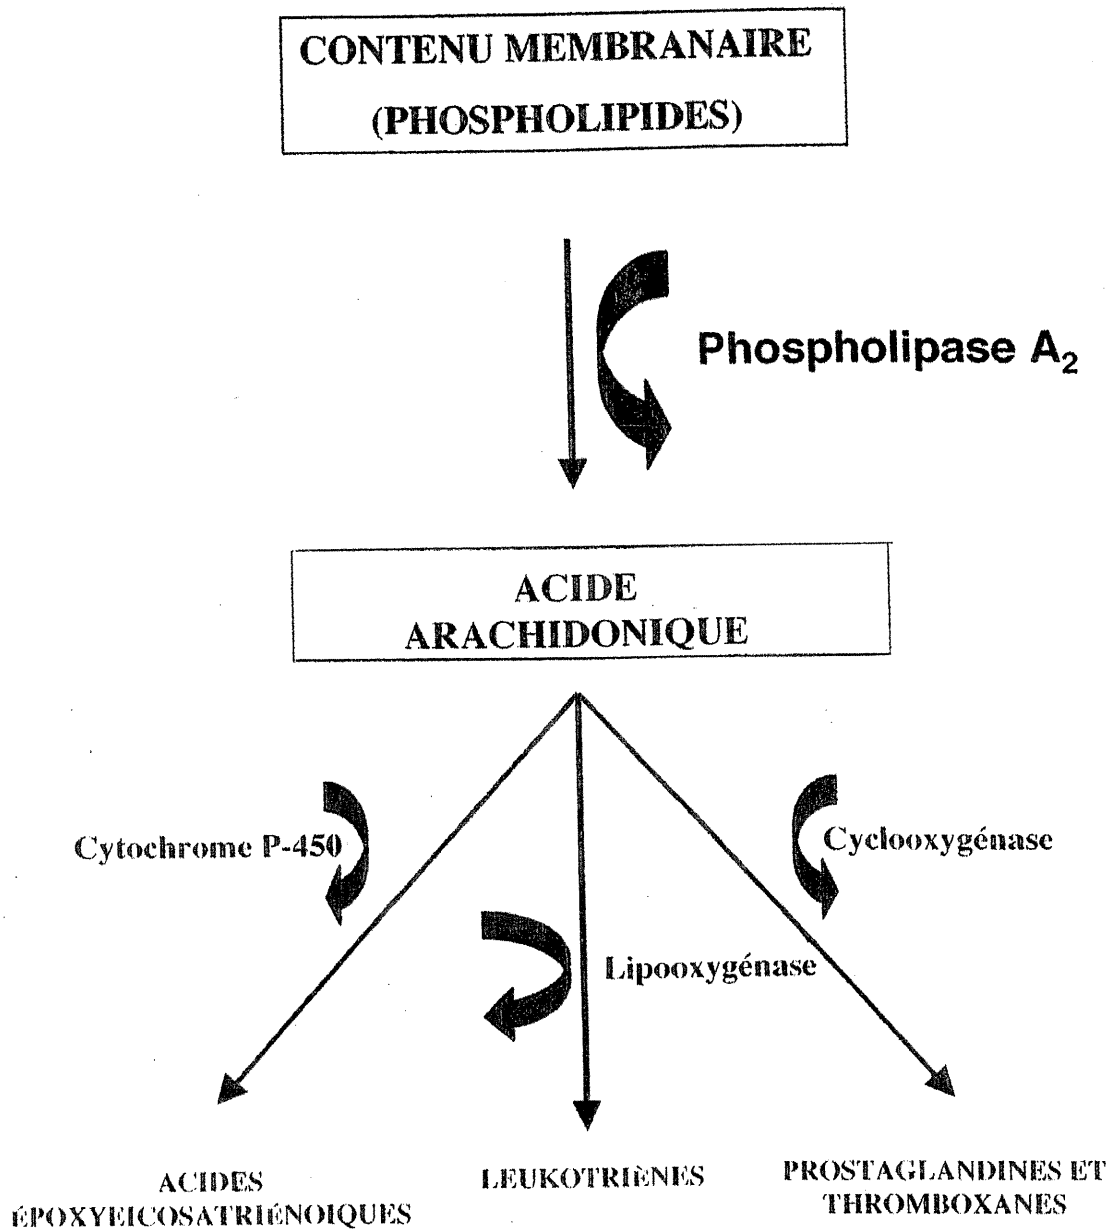 CONTENU MEMBRANAIRE
(PHOSPHOLIPIDES)
Phospholipase A₂
ACIDE
ARACHIDONIQUE
Cytochrome P-450
Cyclooxygénase
Lipooxygénase
ACIDES
ÉPOXYEICOSATRIÉNOIQUES
LEUKOTRIÈNES
PROSTAGLANDINES ET
THROMBOXANES